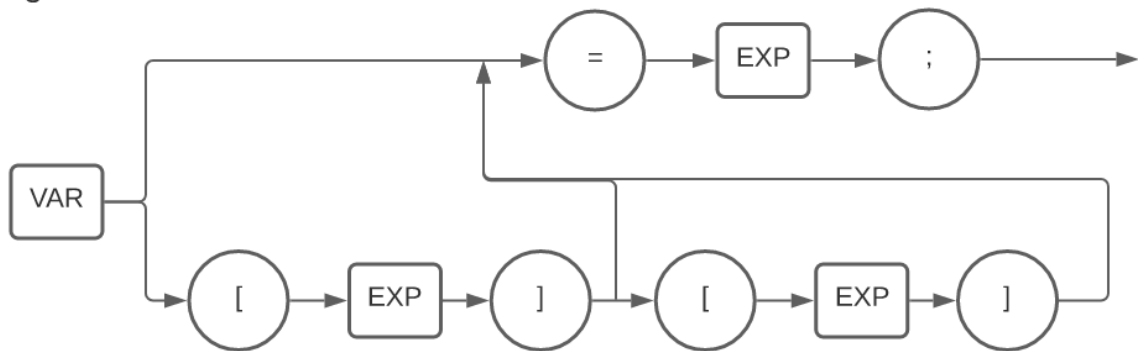 = EXP ;
VAR
[ EXP ] [ EXP ]